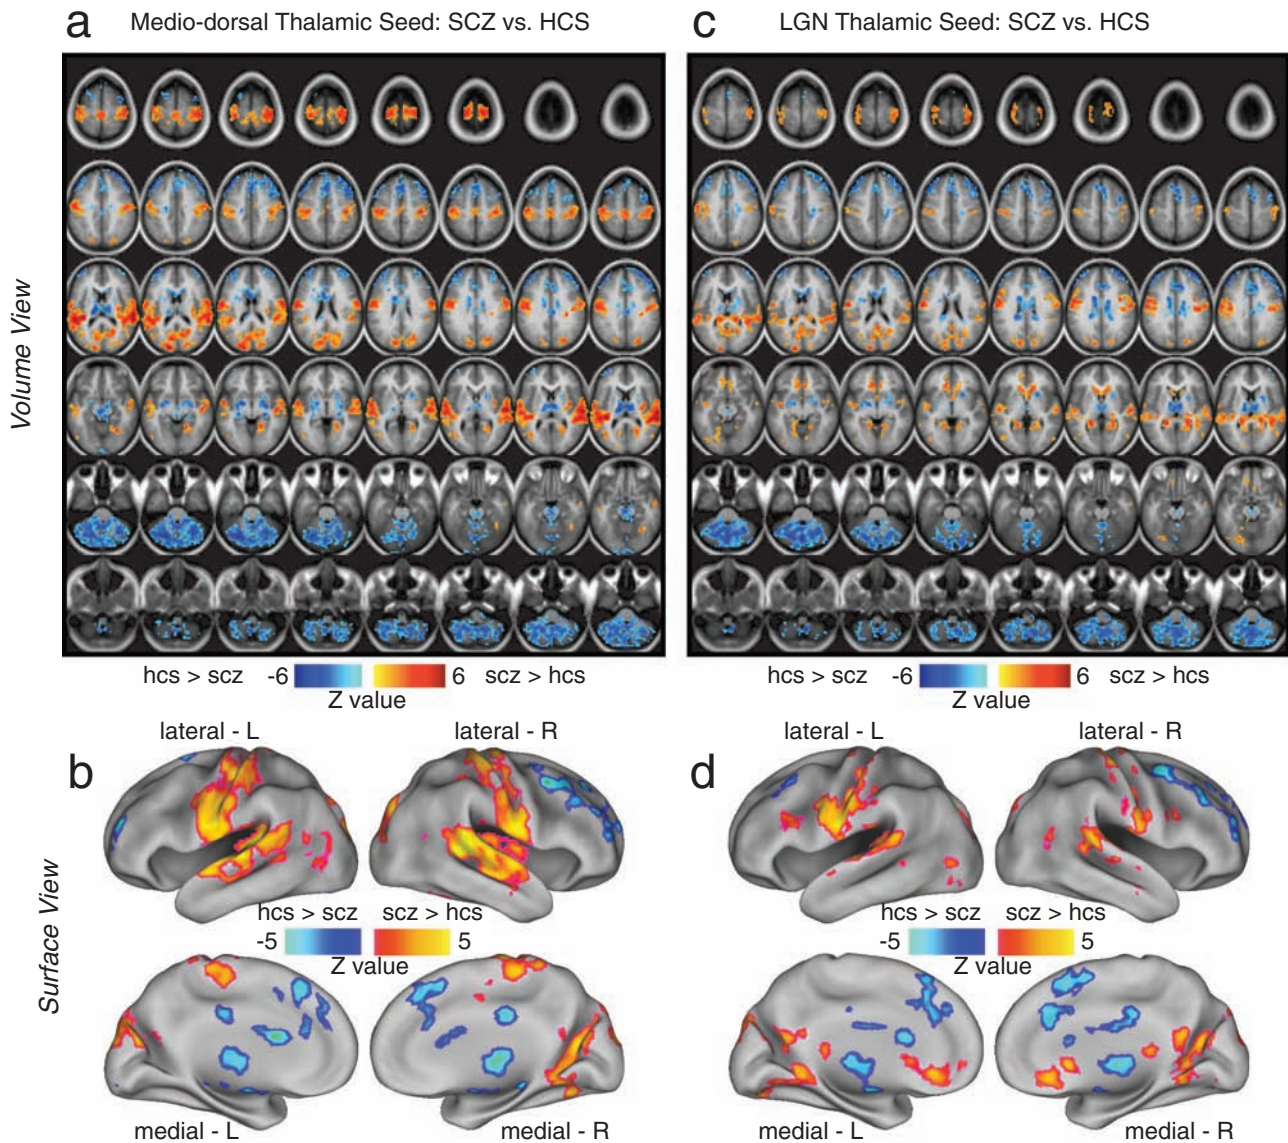 a Medio-dorsal Thalamic Seed: SCZ vs. HCS
c LGN Thalamic Seed: SCZ vs. HCS
Volume View
hcs > scz -6 6 scz > hcs
Z value
hcs > scz -6 6 scz > hcs
Z value
Surface View
b
lateral - L lateral - R
hcs > scz scz > hcs
-5 5
Z value
medial - L medial - R
d
lateral - L lateral - R
hcs > scz scz > hcs
-5 5
Z value
medial - L medial - R